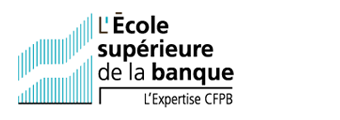 L'École
supérieure
de la banque
L'Expertise CFPB